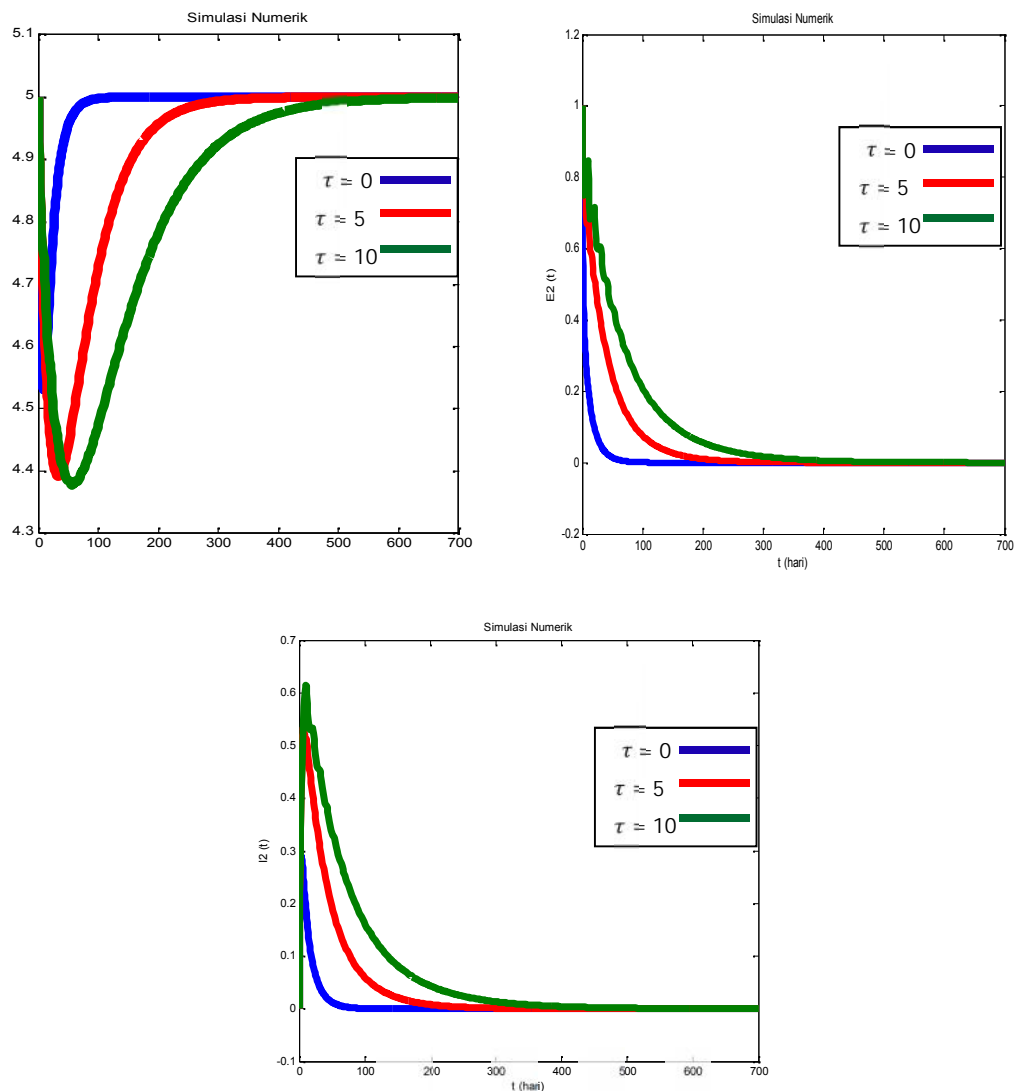 Simulasi Numerik
5.1
5
4.9
4.8
4.7
4.6
4.5
4.4
4.3
0 100 200 300 400 500 600 700
τ = 0
τ = 5
τ = 10
Simulasi Numerik
1.2
1
0.8
0.6
0.4
0.2
0
-0.2
E2 (t)
0 100 200 300 400 500 600 700
t (hari)
τ = 0
τ = 5
τ = 10
Simulasi Numerik
0.7
0.6
0.5
0.4
0.3
0.2
0.1
0
-0.1
I2 (t)
0 100 200 300 400 500 600 700
t (hari)
τ = 0
τ = 5
τ = 10